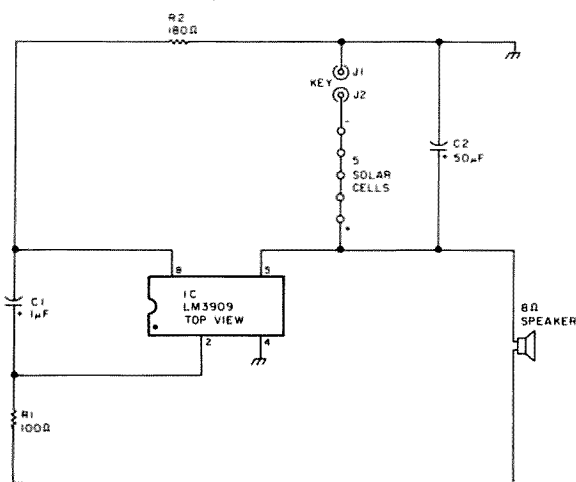 R2
180Ω
J1
KEY
J2
-
5
SOLAR
CELLS
+
C2
+ 50µF
8
5
C1
+ 1µF
IC
LM3909
TOP VIEW
2
4
8Ω
SPEAKER
R1
100Ω